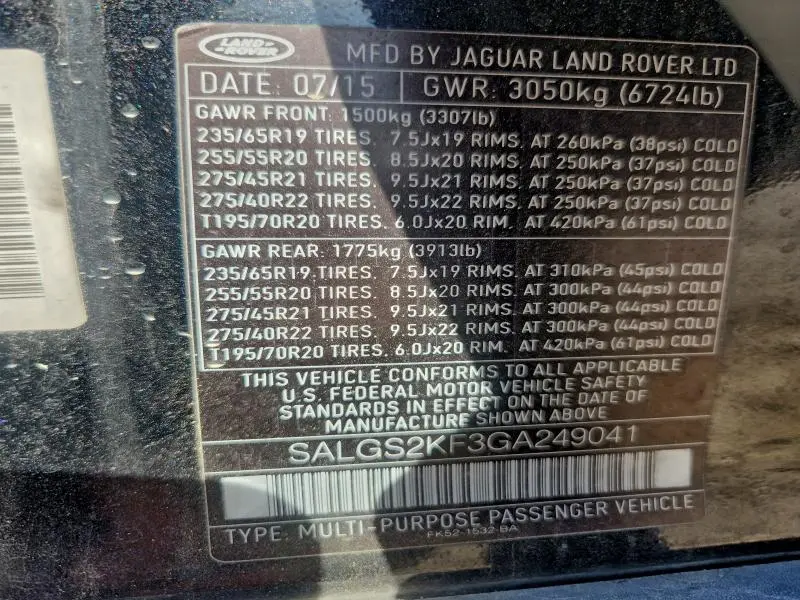 LAND ROVER MFD BY JAGUAR LAND ROVER LTD
DATE: 07/15 GWR: 3050kg (6724lb)
GAWR FRONT: 1500kg (3307lb)
235/65R19 TIRES. 7.5Jx19 RIMS. AT 260kPa (38psi) COLD
255/55R20 TIRES. 8.5Jx20 RIMS. AT 250kPa (37psi) COLD
275/45R21 TIRES. 9.5Jx21 RIMS. AT 250kPa (37psi) COLD
275/40R22 TIRES. 9.5Jx22 RIMS. AT 250kPa (37psi) COLD
T195/70R20 TIRES. 6.0Jx20 RIM. AT 420kPa (61psi) COLD
GAWR REAR: 1775kg (3913lb)
235/65R19 TIRES. 7.5Jx19 RIMS. AT 310kPa (45psi) COLD
255/55R20 TIRES. 8.5Jx20 RIMS. AT 300kPa (44psi) COLD
275/45R21 TIRES. 9.5Jx21 RIMS. AT 300kPa (44psi) COLD
275/40R22 TIRES. 9.5Jx22 RIMS. AT 300kPa (44psi) COLD
T195/70R20 TIRES. 6.0Jx20 RIM. AT 420kPa (61psi) COLD
THIS VEHICLE CONFORMS TO ALL APPLICABLE
U.S. FEDERAL MOTOR VEHICLE SAFETY
STANDARDS IN EFFECT ON THE DATE OF
MANUFACTURE SHOWN ABOVE
SALGS2KF3GA249041
TYPE: MULTI-PURPOSE PASSENGER VEHICLE
FK52-1532-BA